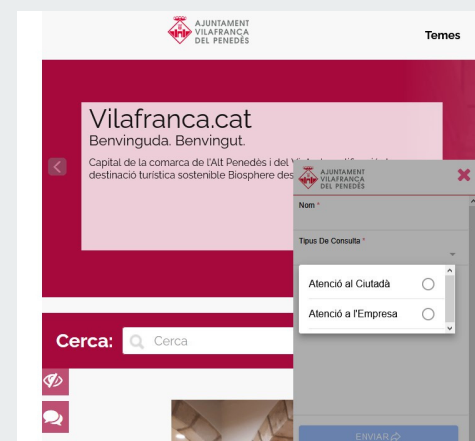 AJUNTAMENT
VILAFRANCA
DEL PENEDÈS
Temes
Vilafranca.cat
Benvinguda. Benvingut.
Capital de la comarca de l'Alt Penedès i del
destinació turística sostenible Biosphere
AJUNTAMENT
VILAFRANCA
DEL PENEDÈS
Nom *
Tipus De Consulta *
Atenció al Ciutadà
Atenció a l'Empresa
Cerca:
Cerca
ENVIAR